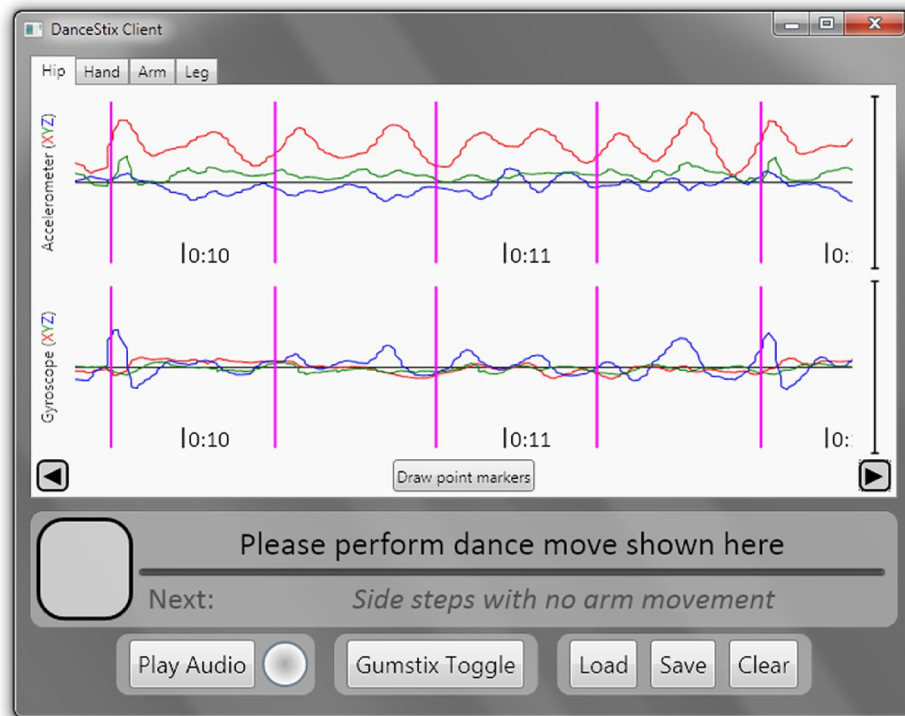 DanceStix Client
Hip Hand Arm Leg
Accelerometer (XYZ)
0:10 0:11 0:
Gyroscope (XYZ)
0:10 0:11 0:
Draw point markers
Please perform dance move shown here
Next: Side steps with no arm movement
Play Audio Gumstix Toggle Load Save Clear